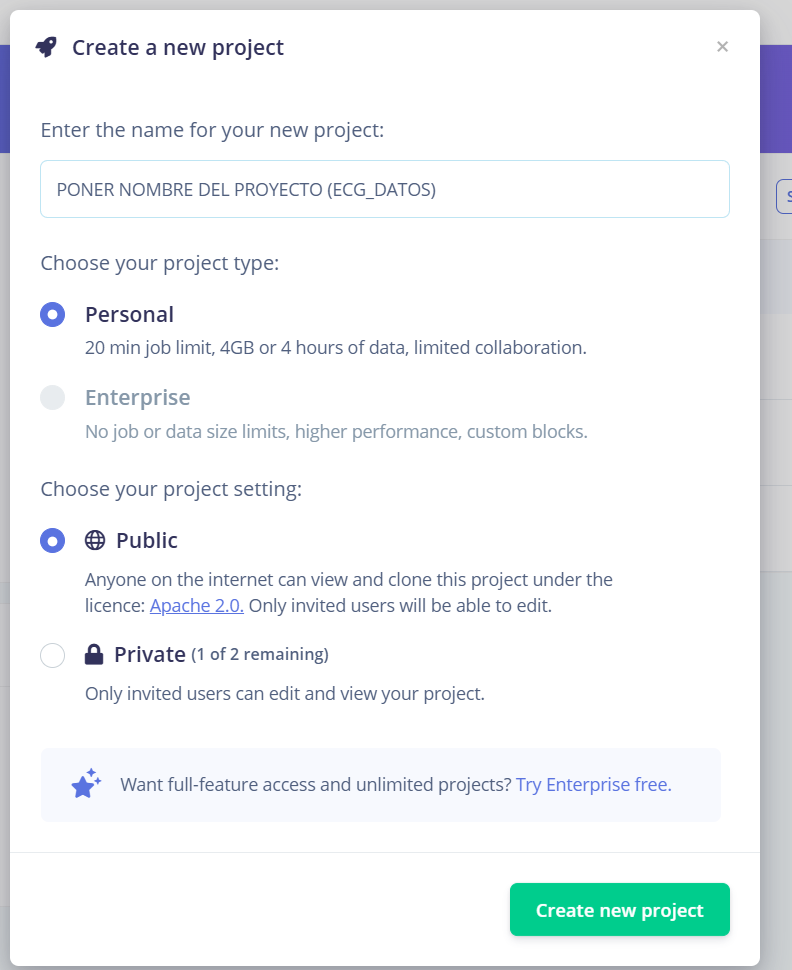 Create a new project
×
Enter the name for your new project:
PONER NOMBRE DEL PROYECTO (ECG_DATOS)
Choose your project type:
Personal
20 min job limit, 4GB or 4 hours of data, limited collaboration.
Enterprise
No job or data size limits, higher performance, custom blocks.
Choose your project setting:
Public
Anyone on the internet can view and clone this project under the
licence: Apache 2.0. Only invited users will be able to edit.
Private (1 of 2 remaining)
Only invited users can edit and view your project.
Want full-feature access and unlimited projects? Try Enterprise free.
Create new project